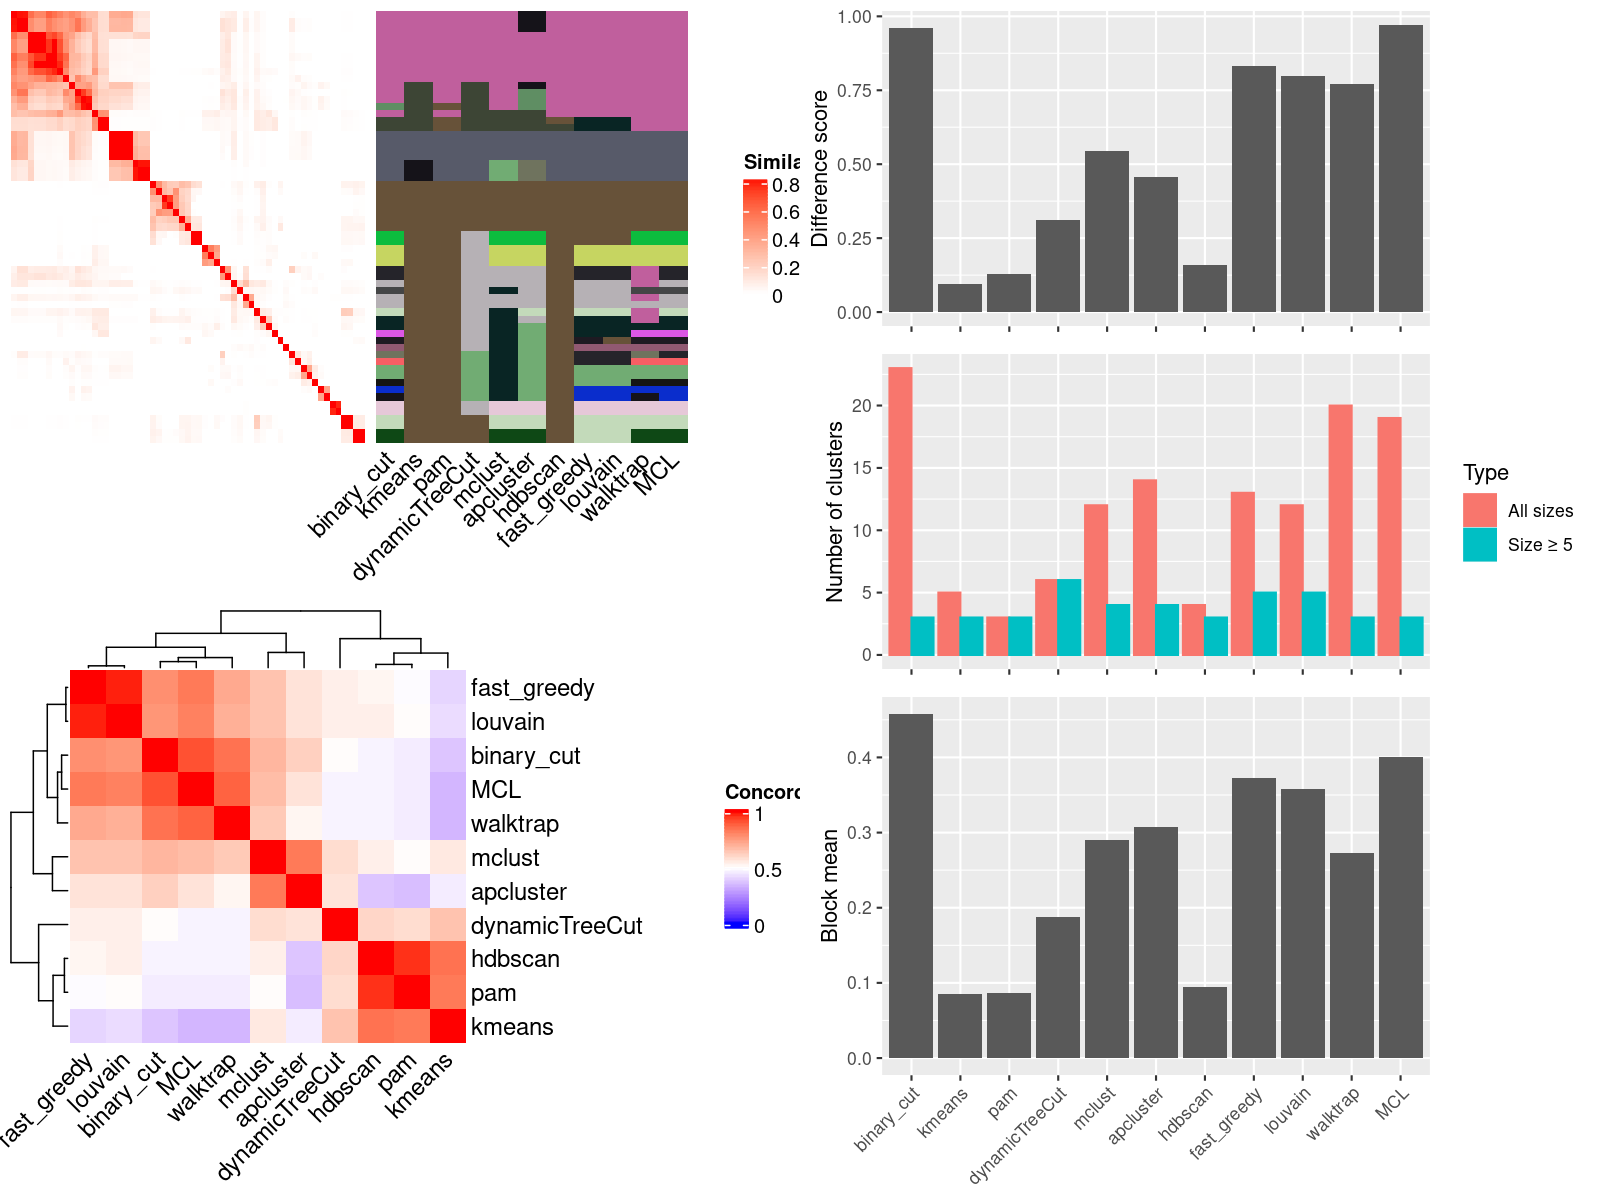 Simila
0.8
0.6
0.4
0.2
0
binary_cut
kmeans
pam
dynamicTreeCut
mclust
apcluster
hdbscan
fast_greedy
louvain
walktrap
MCL
Difference score
1.00
0.75
0.50
0.25
0.00
Number of clusters
20
15
10
5
0
Type
All sizes
Size ≥ 5
fast_greedy
louvain
binary_cut
MCL
walktrap
mclust
apcluster
dynamicTreeCut
hdbscan
pam
kmeans
fast_greedy
louvain
binary_cut
MCL
walktrap
mclust
apcluster
dynamicTreeCut
hdbscan
pam
kmeans
Concord
1
0.5
0
Block mean
0.4
0.3
0.2
0.1
0.0
binary_cut
kmeans
pam
dynamicTreeCut
mclust
apcluster
hdbscan
fast_greedy
louvain
walktrap
MCL